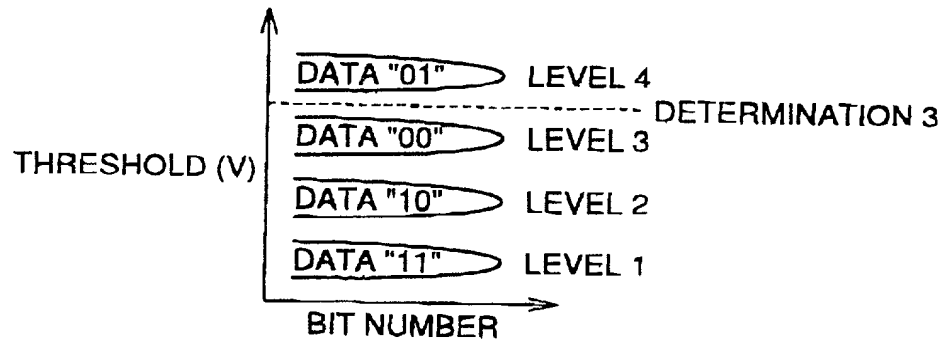 DATA "01" LEVEL 4
DETERMINATION 3
DATA "00" LEVEL 3
THRESHOLD (V)
DATA "10" LEVEL 2
DATA "11" LEVEL 1
BIT NUMBER